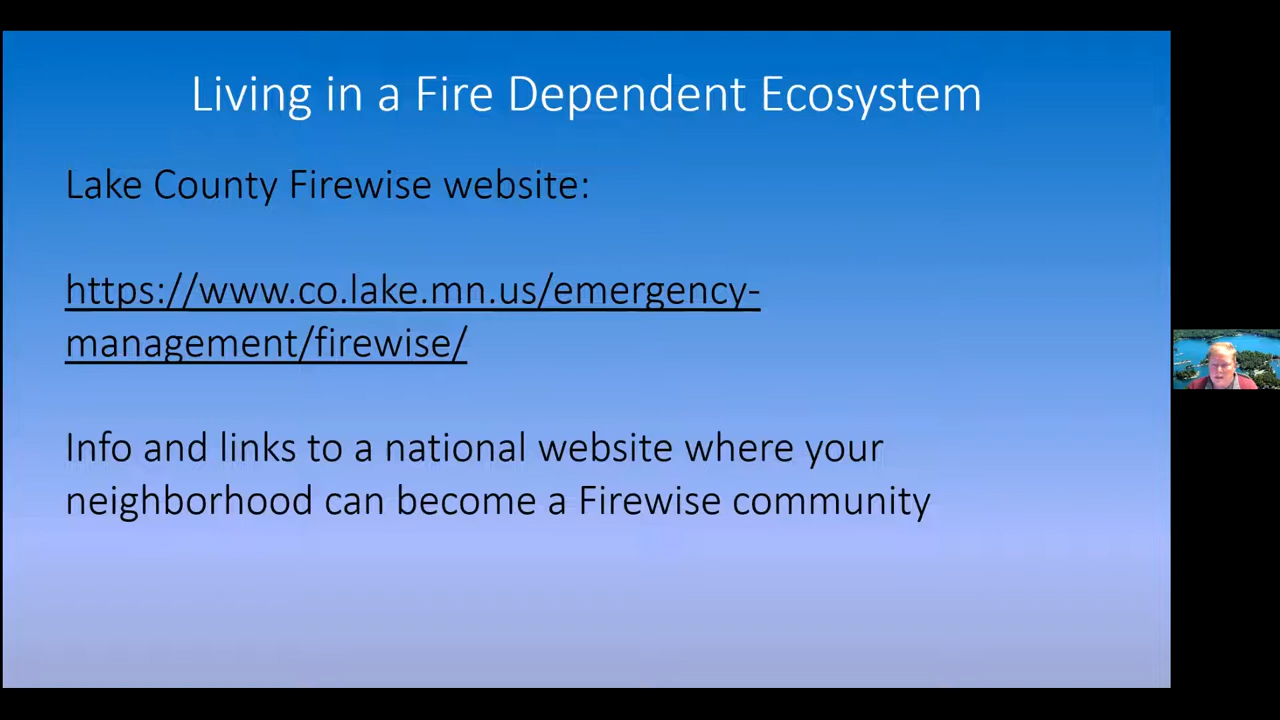 Living in a Fire Dependent Ecosystem
Lake County Firewise website:
https://www.co.lake.mn.us/emergency-
management/firewise/
Info and links to a national website where your
neighborhood can become a Firewise community